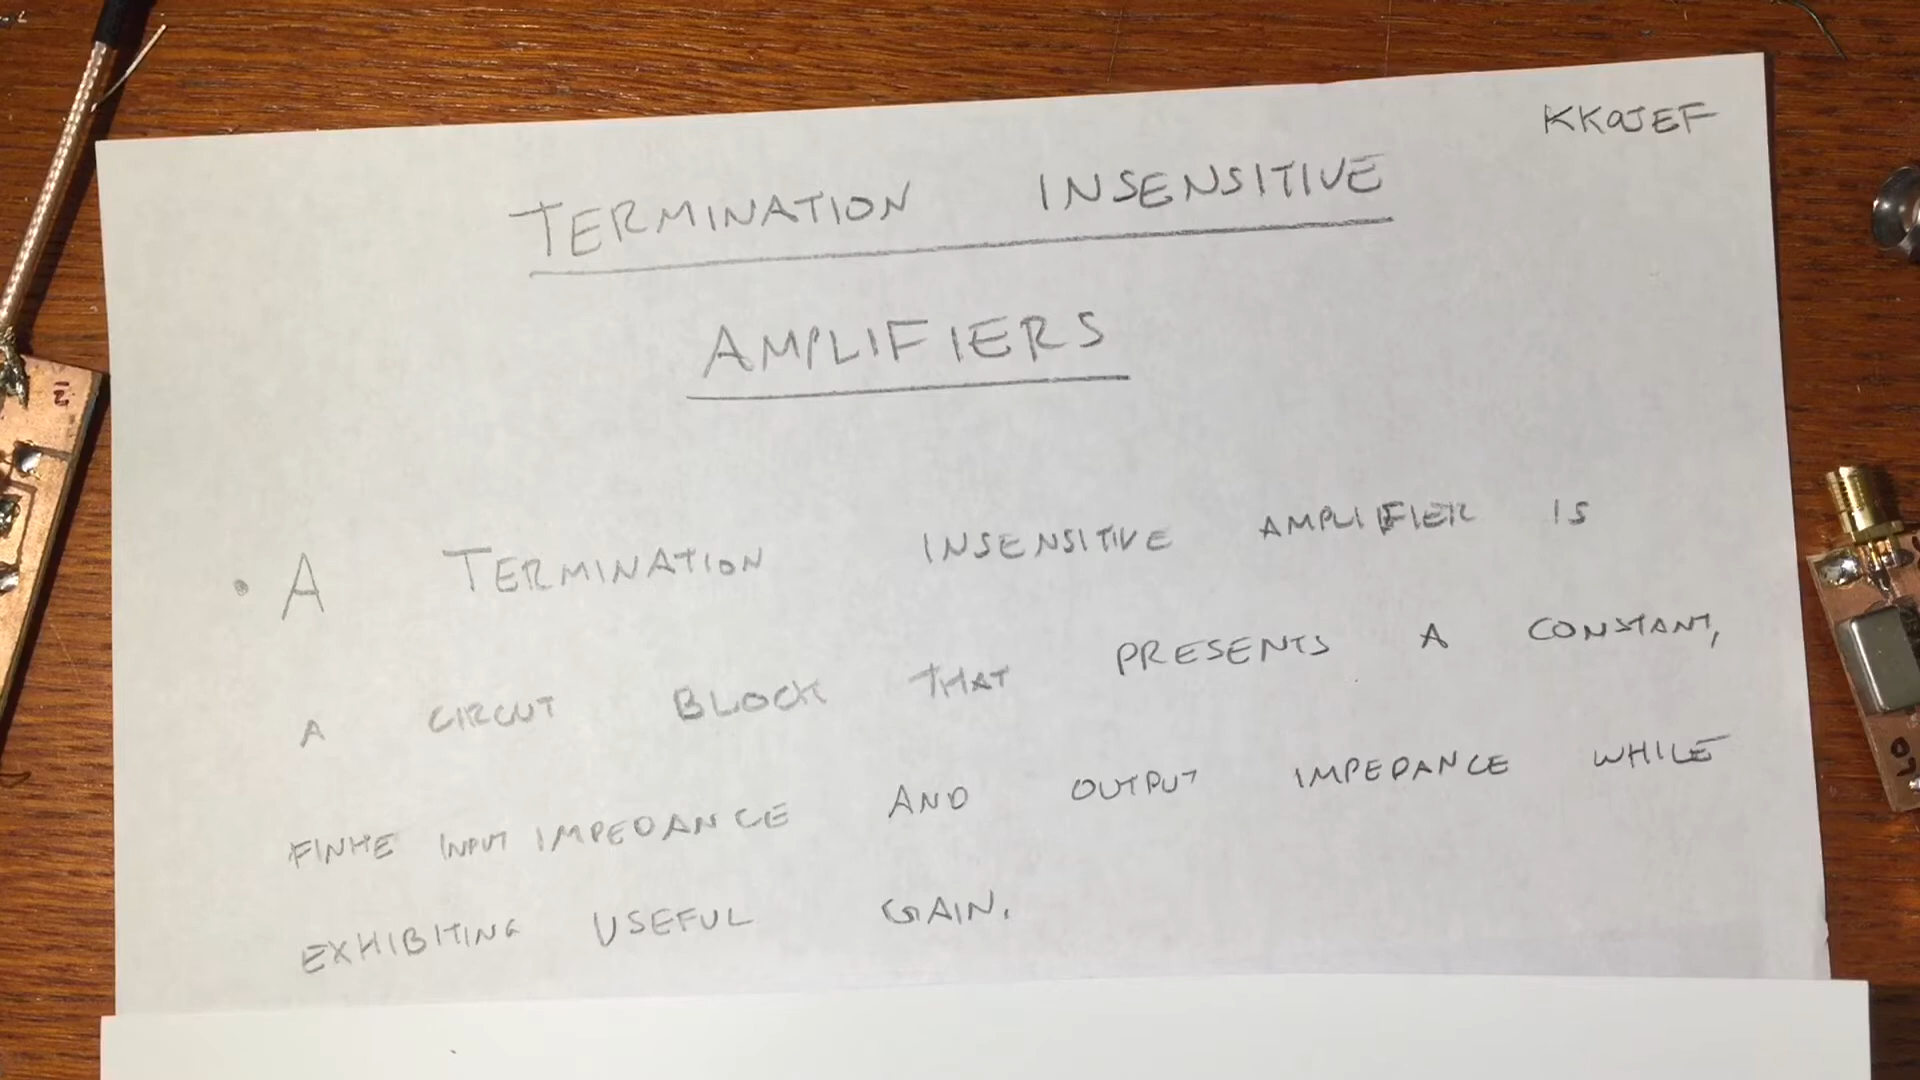 KK0JEF
TERMINATION INSENSITIVE
AMPLIFIERS
• A TERMINATION INSENSITIVE AMPLIFIER IS
A CIRCUT BLOCK THAT PRESENTS A CONSTANT,
FINITE INPUT IMPEDANCE AND OUTPUT IMPEDANCE WHILE
EXHIBITING USEFUL GAIN.